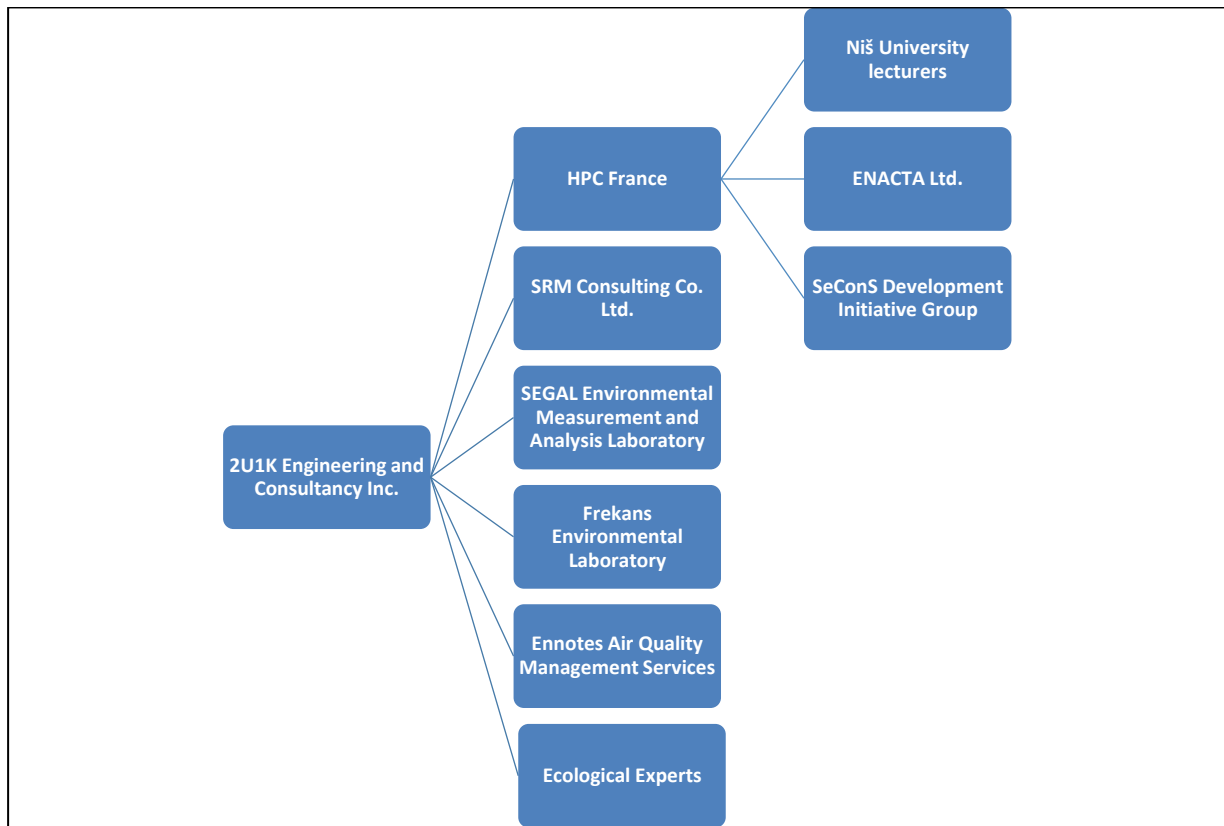 Niš University
lecturers
HPC France
ENACTA Ltd.
SRM Consulting Co.
Ltd.
SeConS Development
Initiative Group
SEGAL Environmental
Measurement and
Analysis Laboratory
2U1K Engineering and
Consultancy Inc.
Frekans
Environmental
Laboratory
Ennotes Air Quality
Management Services
Ecological Experts